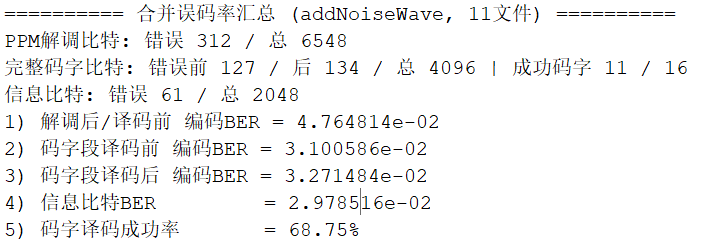 ========== 合并误码率汇总 (addNoiseWave, 11文件) ==========
PPM解调比特: 错误 312 / 总 6548
完整码字比特: 错误前 127 / 后 134 / 总 4096 | 成功码字 11 / 16
信息比特: 错误 61 / 总 2048
1) 解调后/译码前 编码BER = 4.764814e-02
2) 码字段译码前 编码BER = 3.100586e-02
3) 码字段译码后 编码BER = 3.271484e-02
4) 信息比特BER = 2.978516e-02
5) 码字译码成功率 = 68.75%